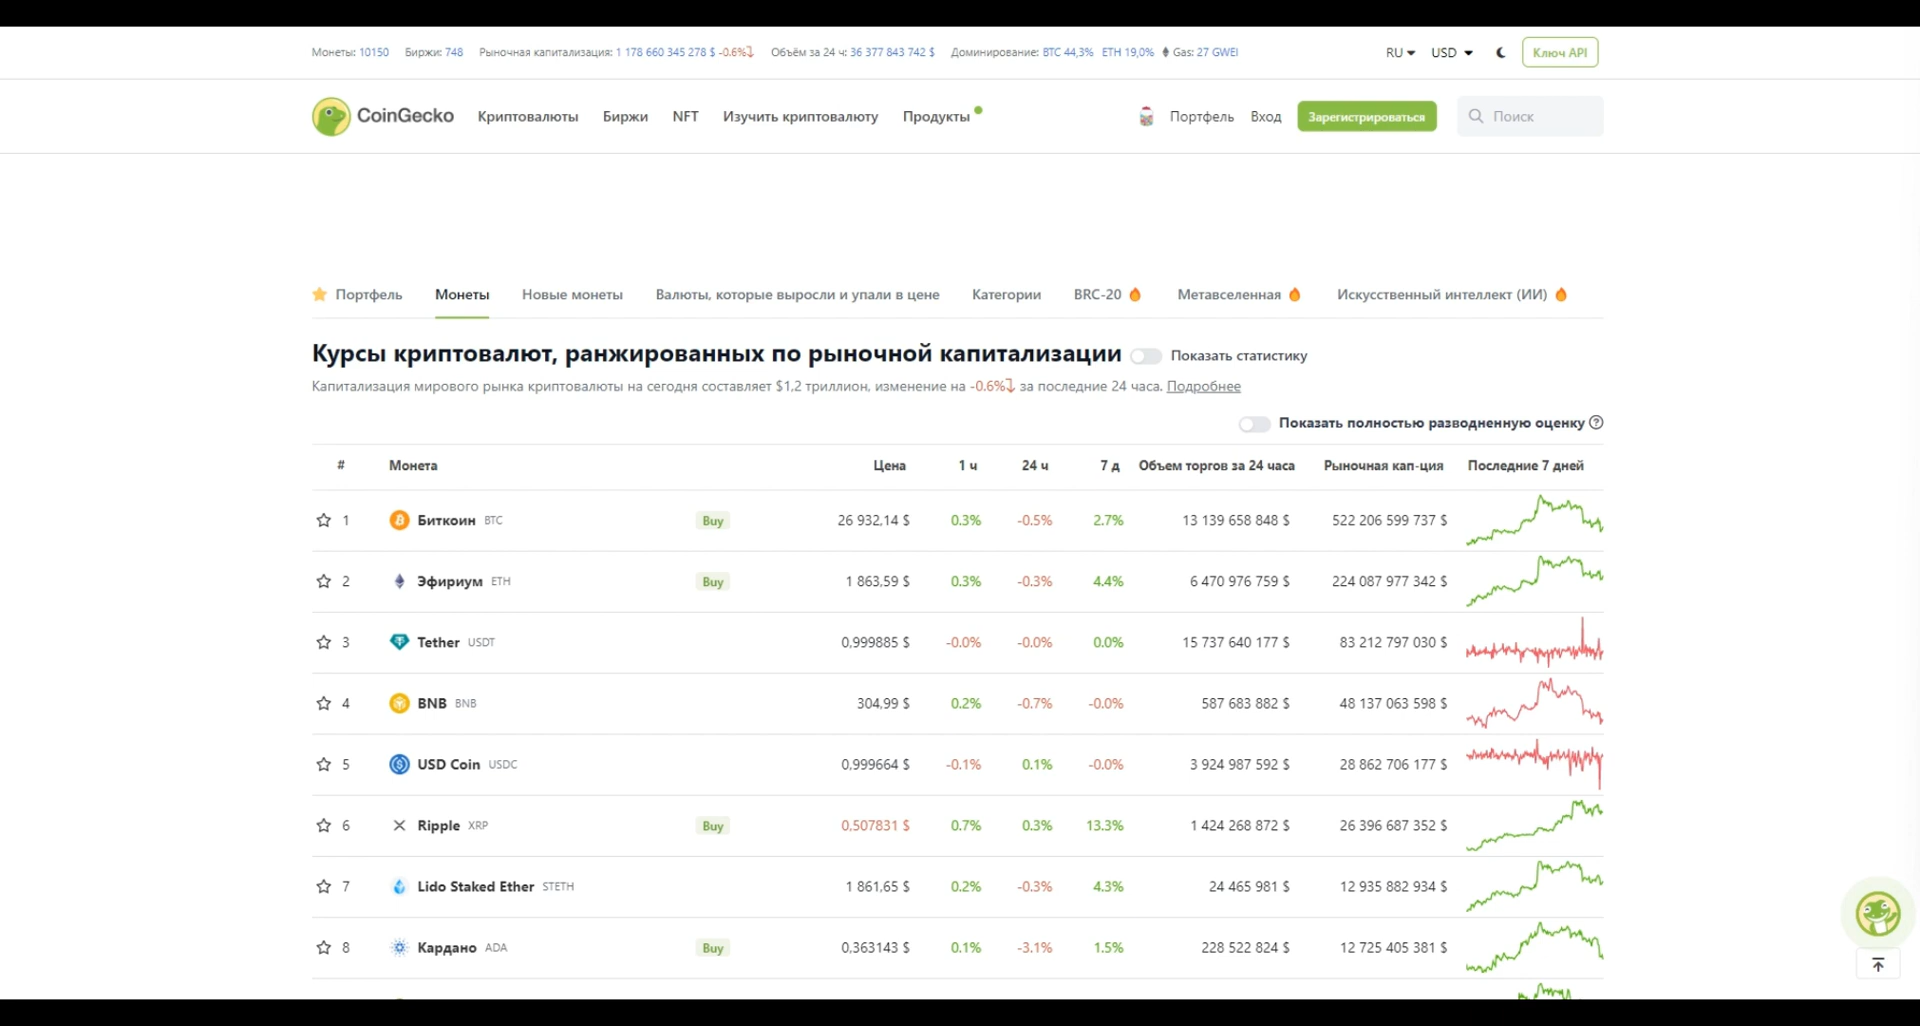 Монеты: 10150 Биржи: 748 Рыночная капитализация: 1 178 660 345 278 $ -0.6% Объём за 24 ч: 36 377 843 742 $ Доминирование: BTC 44,3% ETH 19,0% Gas: 27 GWEI RU USD Ключ API
CoinGecko Криптовалюты Биржи NFT Изучить криптовалюту Продукты Портфель Вход Зарегистрироваться Поиск
Портфель Монеты Новые монеты Валюты, которые выросли и упали в цене Категории BRC-20 Метавселенная Искусственный интеллект (ИИ)
Курсы криптовалют, ранжированных по рыночной капитализации Показать статистику
Капитализация мирового рынка криптовалюты на сегодня составляет $1,2 триллион, изменение на -0.6% за последние 24 часа. Подробнее
Показать полностью разводненную оценку ?
# Монета Цена 1 ч 24 ч 7 д Объем торгов за 24 часа Рыночная кап-ция Последние 7 дней
1 Биткоин BTC Buy 26 932,14 $ 0.3% -0.5% 2.7% 13 139 658 848 $ 522 206 599 737 $
2 Эфириум ETH Buy 1 863,59 $ 0.3% -0.3% 4.4% 6 470 976 759 $ 224 087 977 342 $
3 Tether USDT 0,999885 $ -0.0% -0.0% 0.0% 15 737 640 177 $ 83 212 797 030 $
4 BNB BNB 304,99 $ 0.2% -0.7% -0.0% 587 683 882 $ 48 137 063 598 $
5 USD Coin USDC 0,999664 $ -0.1% 0.1% -0.0% 3 924 987 592 $ 28 862 706 177 $
6 Ripple XRP Buy 0,507831 $ 0.7% 0.3% 13.3% 1 424 268 872 $ 26 396 687 352 $
7 Lido Staked Ether STETH 1 861,65 $ 0.2% -0.3% 4.3% 24 465 981 $ 12 935 882 934 $
8 Кардано ADA Buy 0,363143 $ 0.1% -3.1% 1.5% 228 522 824 $ 12 725 405 381 $